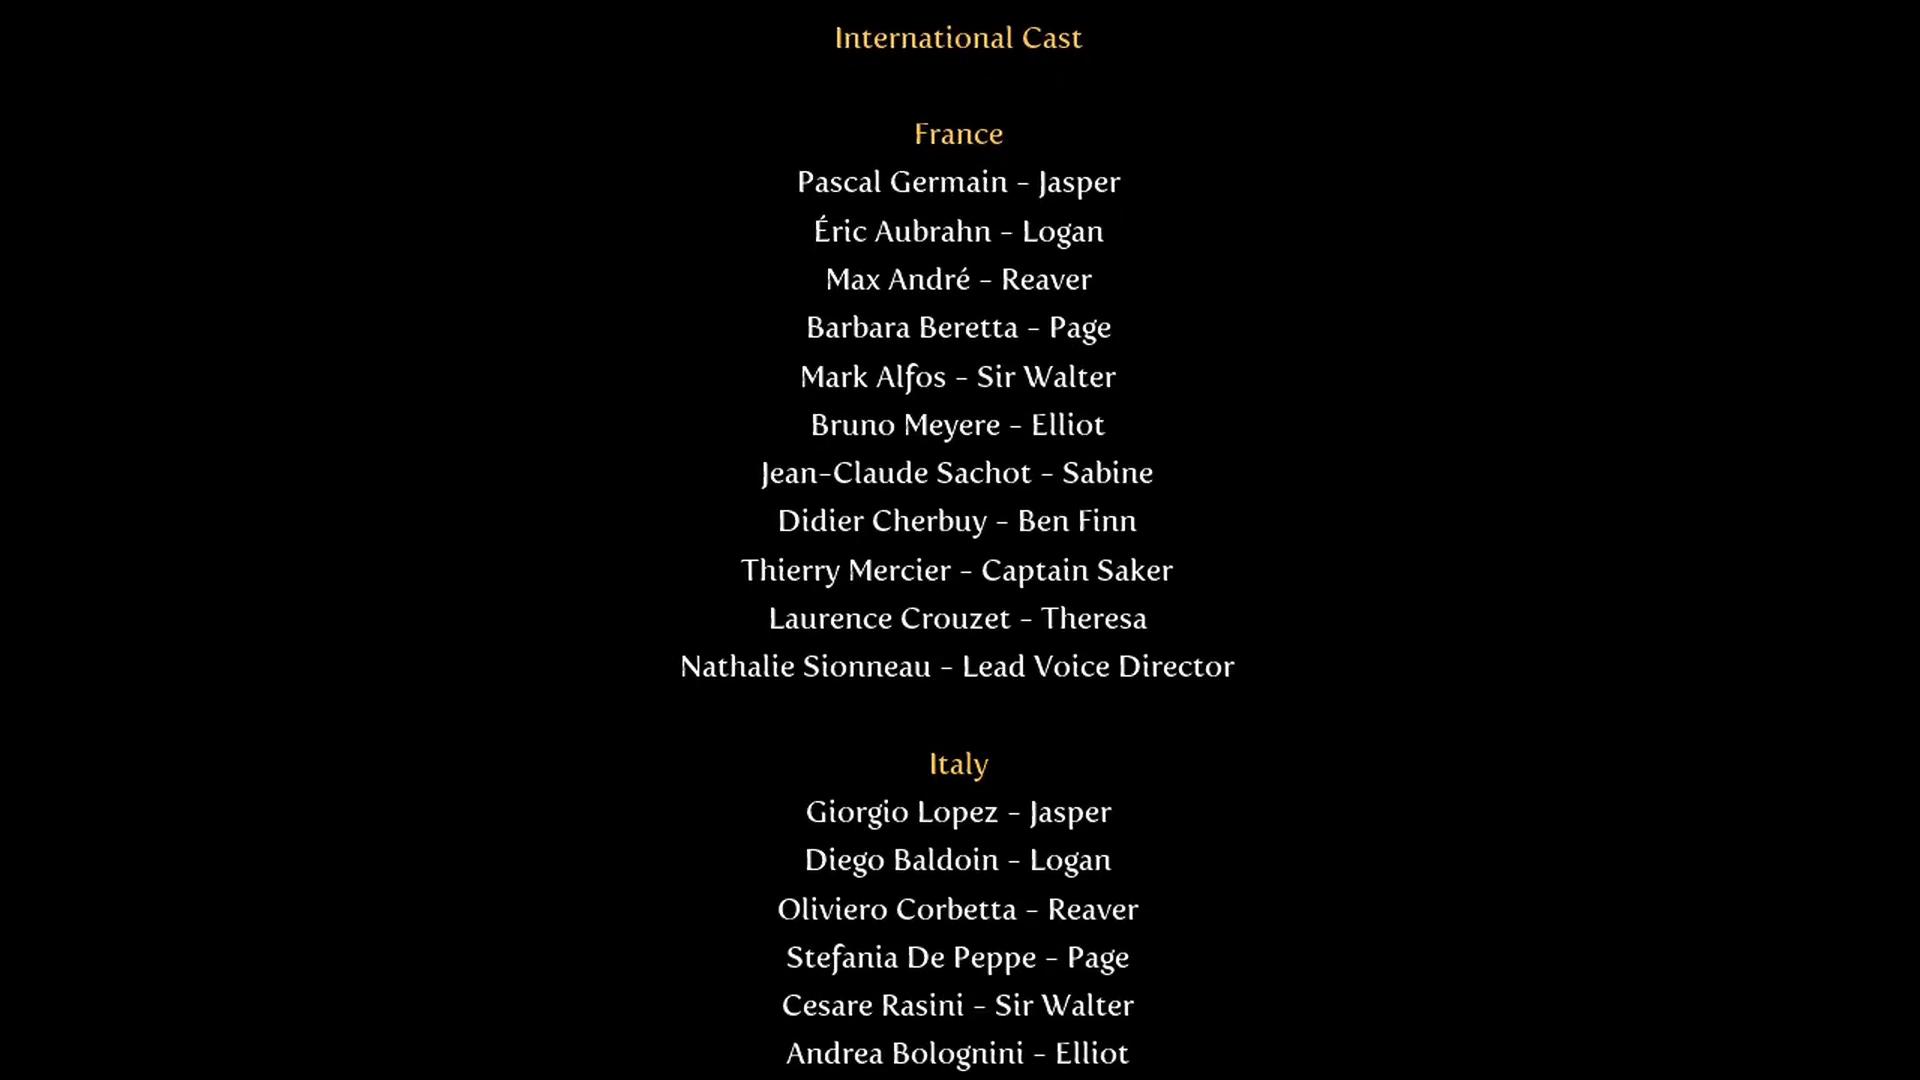 International Cast
France
Pascal Germain - Jasper
Éric Aubrahn - Logan
Max André - Reaver
Barbara Beretta - Page
Mark Alfos - Sir Walter
Bruno Meyere - Elliot
Jean-Claude Sachot - Sabine
Didier Cherbuy - Ben Finn
Thierry Mercier - Captain Saker
Laurence Crouzet - Theresa
Nathalie Sionneau - Lead Voice Director
Italy
Giorgio Lopez - Jasper
Diego Baldoin - Logan
Oliviero Corbetta - Reaver
Stefania De Peppe - Page
Cesare Rasini - Sir Walter
Andrea Bolognini - Elliot